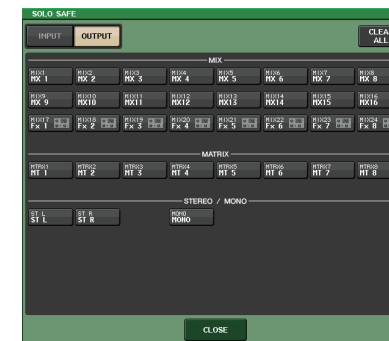 SOLO SAFE
INPUT OUTPUT CLEA
ALL
MIX
MIX1 MIX2 MIX3 MIX4 MIX5 MIX6 MIX7 MIX8
MX 1 MX 2 MX 3 MX 4 MX 5 MX 6 MX 7 MX 8
MIX9 MIX10 MIX11 MIX12 MIX13 MIX14 MIX15 MIX16
MX 9 MX10 MX11 MX12 MX13 MX14 MX15 MX16
MIX17 MIX18 MIX19 MIX20 MIX21 MIX22 MIX23 MIX24
Fx 1 Fx 2 Fx 3 Fx 4 Fx 5 Fx 6 Fx 7 Fx 8
MATRIX
MTRX1 MTRX2 MTRX3 MTRX4 MTRX5 MTRX6 MTRX7 MTRX8
MT 1 MT 2 MT 3 MT 4 MT 5 MT 6 MT 7 MT 8
STEREO / MONO
ST L ST R MONO
ST L ST R MONO
CLOSE